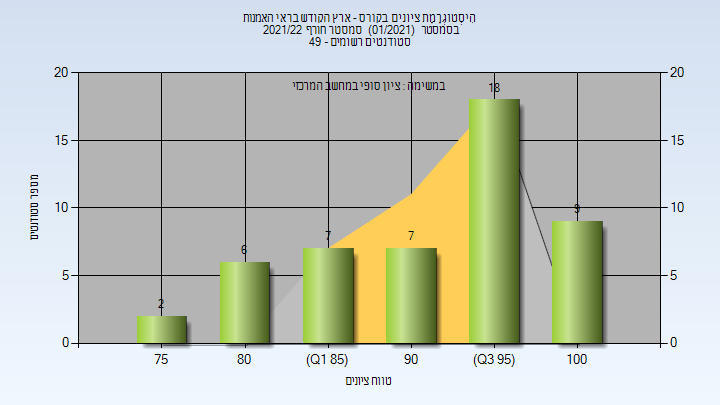 היסטוגרמת ציונים בקורס - ארץ הקודש בראי האמנות
בסמסטר (01/2021) סמסטר חורף 2021/22
סטודנטים רשומים - 49
במשימה : ציון סופי במחשב המרכזי
מספר סטודנטים
20
15
10
5
0
20
15
10
5
0
2
6
7
7
18
9
75
80
(Q1 85)
90
(Q3 95)
100
טווח ציונים